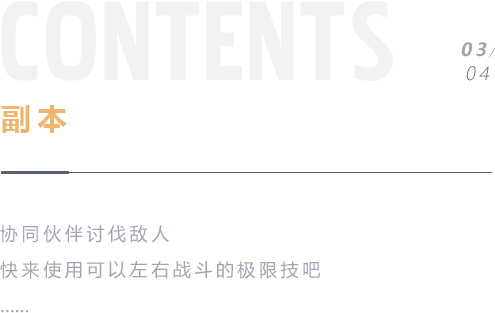 CONTENTS
03/
04
副本
协同伙伴讨伐敌人
快来使用可以左右战斗的极限技吧
......